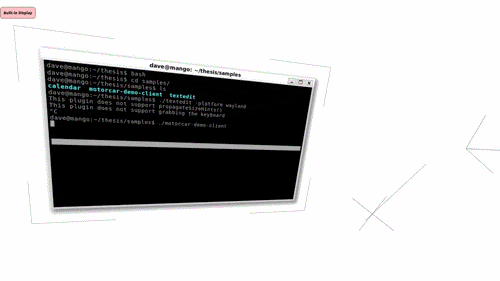 Built-in Display
dave@mango: ~/thesis/samples
dave@mango:~/thesis$ bash
dave@mango:~/thesis$ cd samples/
dave@mango:~/thesis/samples$ ls
calendar motorcar-demo-client textedit
dave@mango:~/thesis/samples$ ./textedit -platform wayland
This plugin does not support propagateSizeHints()
This plugin does not support grabbing the keyboard
^C
dave@mango:~/thesis/samples$ ./motorcar-demo-client